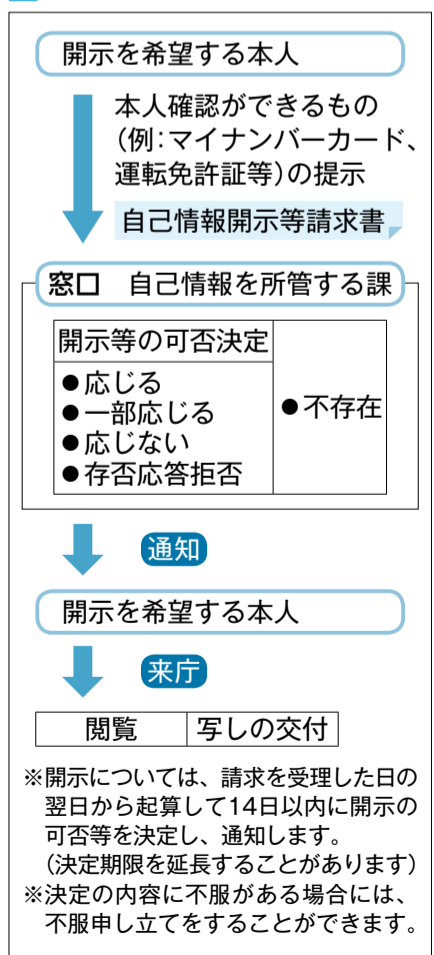 開示を希望する本人
本人確認ができるもの
（例：マイナンバーカード、
運転免許証等）の提示
自己情報開示等請求書
窓口　自己情報を所管する課
開示等の可否決定
●応じる
●一部応じる
●応じない
●存否応答拒否
●不存在
通知
開示を希望する本人
来庁
閲覧
写しの交付
※開示については、請求を受理した日の
翌日から起算して14日以内に開示の
可否等を決定し、通知します。
（決定期限を延長することがあります）
※決定の内容に不服がある場合には、
不服申し立てをすることができます。